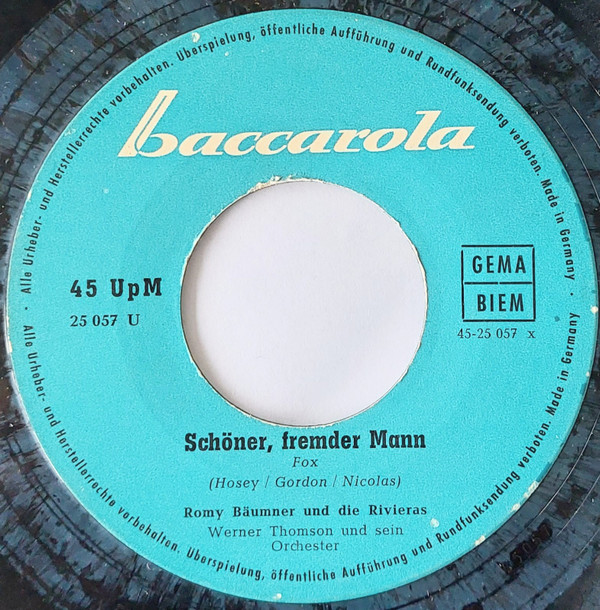 Alle Urheber- und Herstellerrechte vorbehalten. Überspielung, öffentliche Aufführung und Rundfunksendung verboten. Made in Germany
baccarola
45 UpM
25 057 U
GEMA
BIEM
45-25 057 x
Schöner, fremder Mann
Fox
(Hosey / Gordon / Nicolas)
Romy Bäumner und die Rivieras
Werner Thomson und sein
Orchester
Alle Urheber- und Herstellerrechte vorbehalten. Überspielung, öffentliche Aufführung und Rundfunksendung verboten. Made in Germany